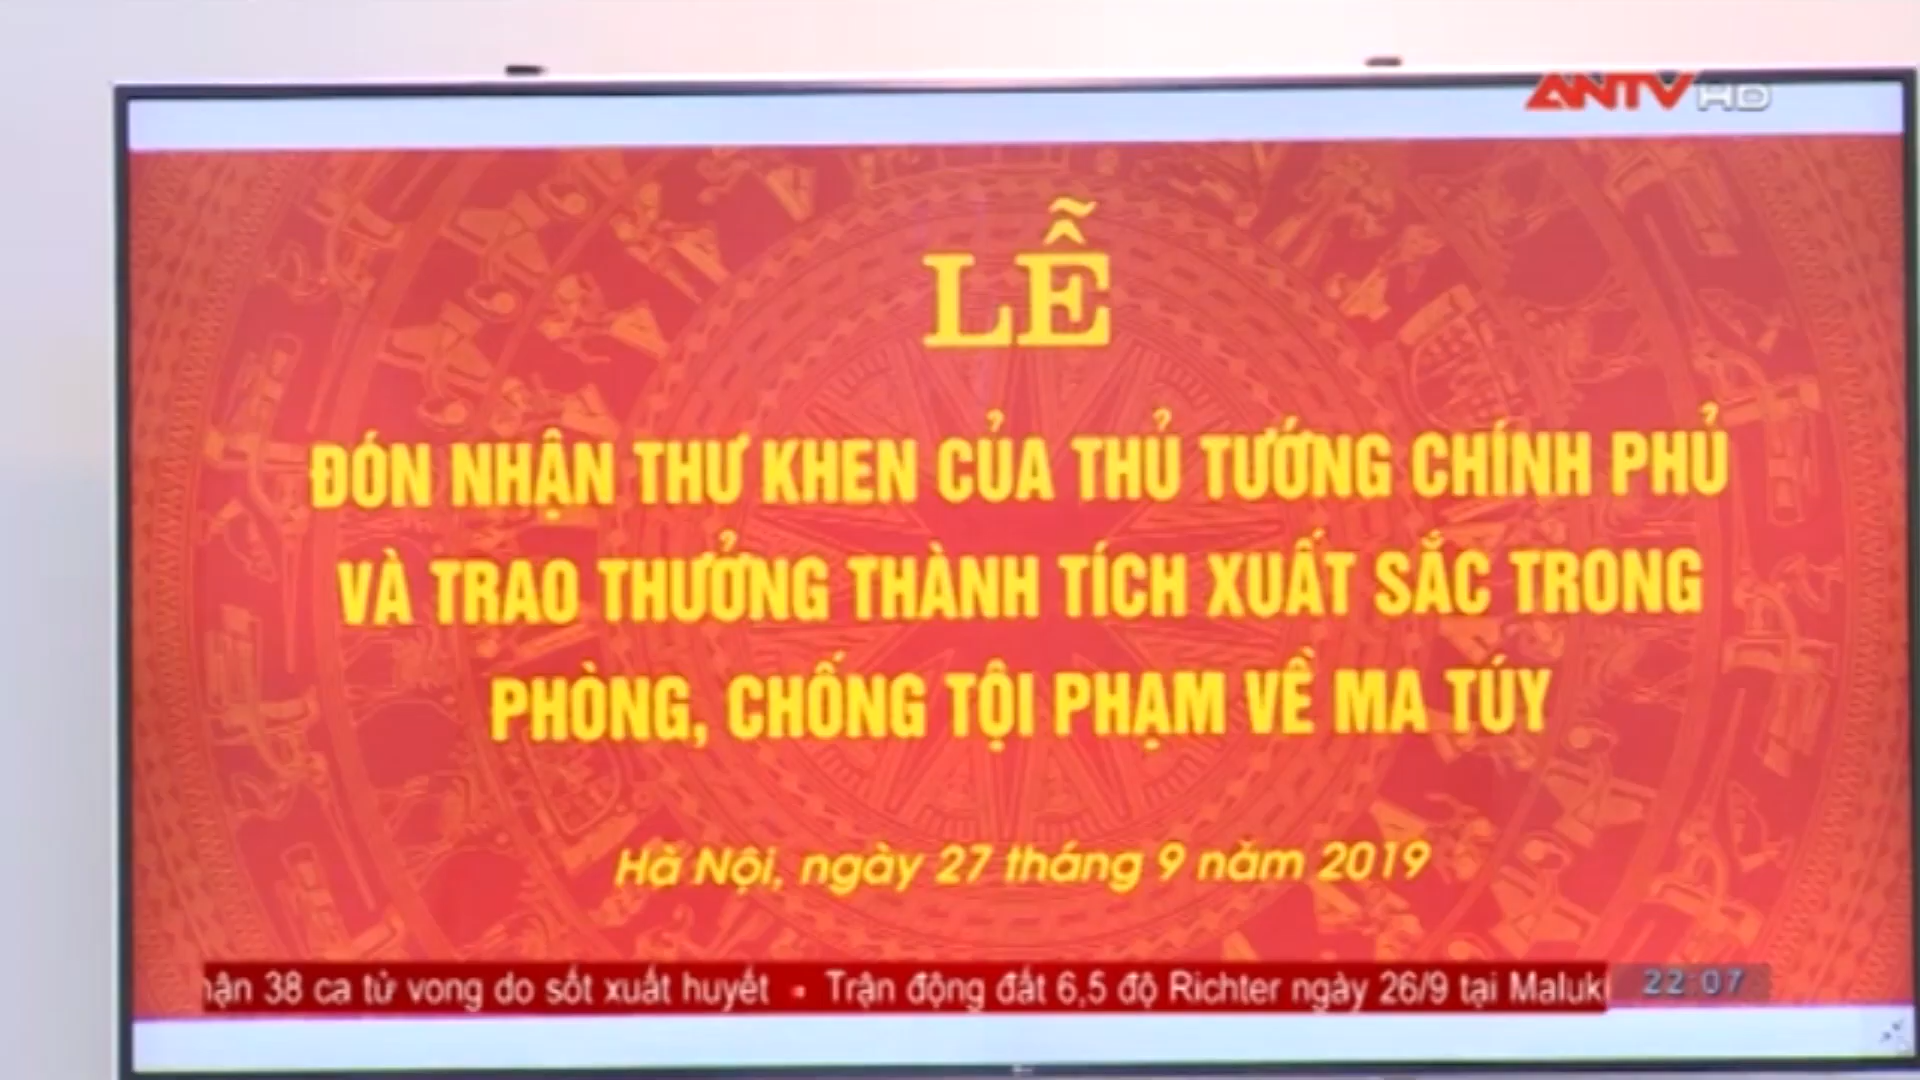 ANTV HD
LỄ
ĐÓN NHẬN THƯ KHEN CỦA THỦ TƯỚNG CHÍNH PHỦ
VÀ TRAO THƯỞNG THÀNH TÍCH XUẤT SẮC TRONG
PHÒNG, CHỐNG TỘI PHẠM VỀ MA TÚY
Hà Nội, ngày 27 tháng 9 năm 2019
38 ca tử vong do sốt xuất huyết • Trận động đất 6,5 độ Richter ngày 26/9 tại Maluk 22:07